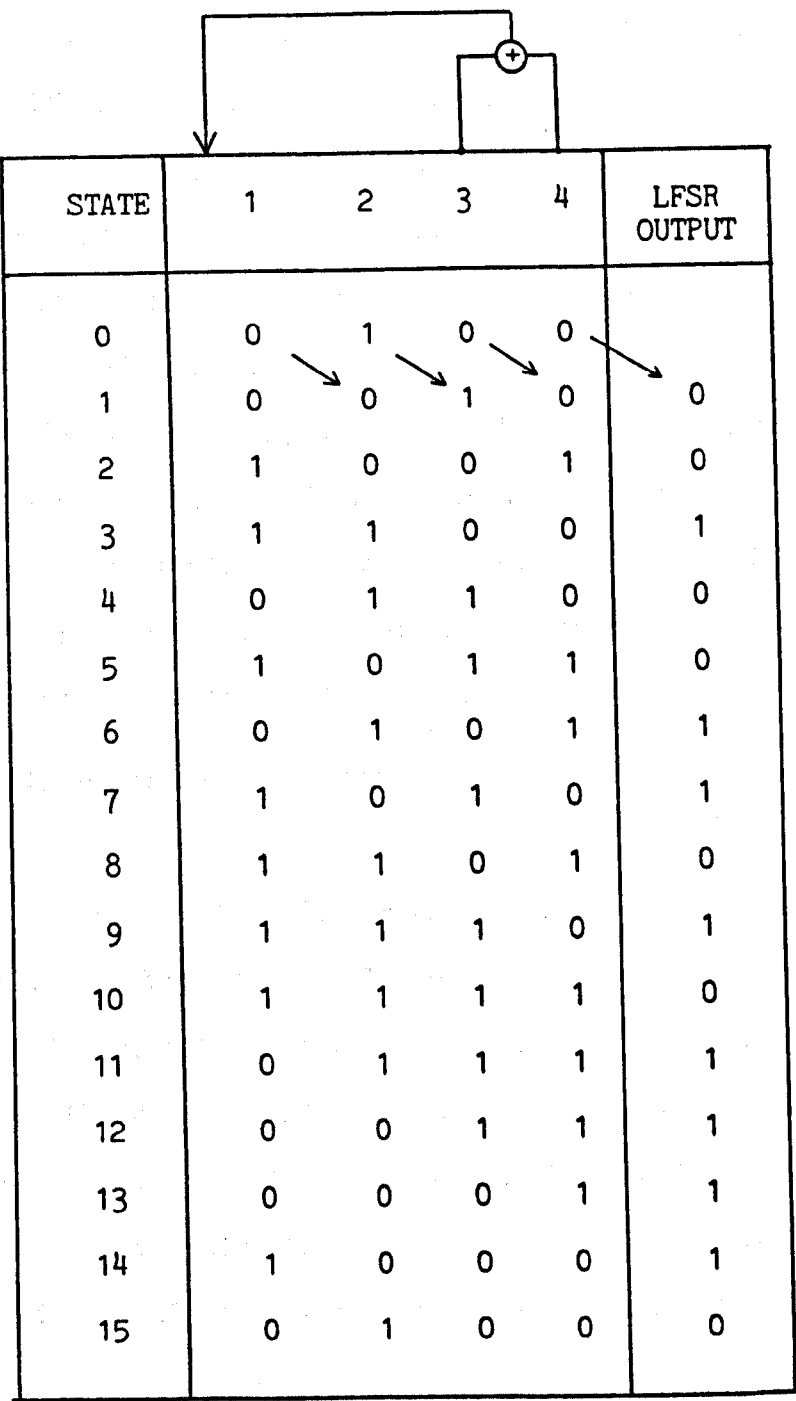 +
STATE 1 2 3 4 LFSR OUTPUT
0 0 1 0 0
1 0 0 1 0 0
2 1 0 0 1 0
3 1 1 0 0 1
4 0 1 1 0 0
5 1 0 1 1 0
6 0 1 0 1 1
7 1 0 1 0 1
8 1 1 0 1 0
9 1 1 1 0 1
10 1 1 1 1 0
11 0 1 1 1 1
12 0 0 1 1 1
13 0 0 0 1 1
14 1 0 0 0 1
15 0 1 0 0 0